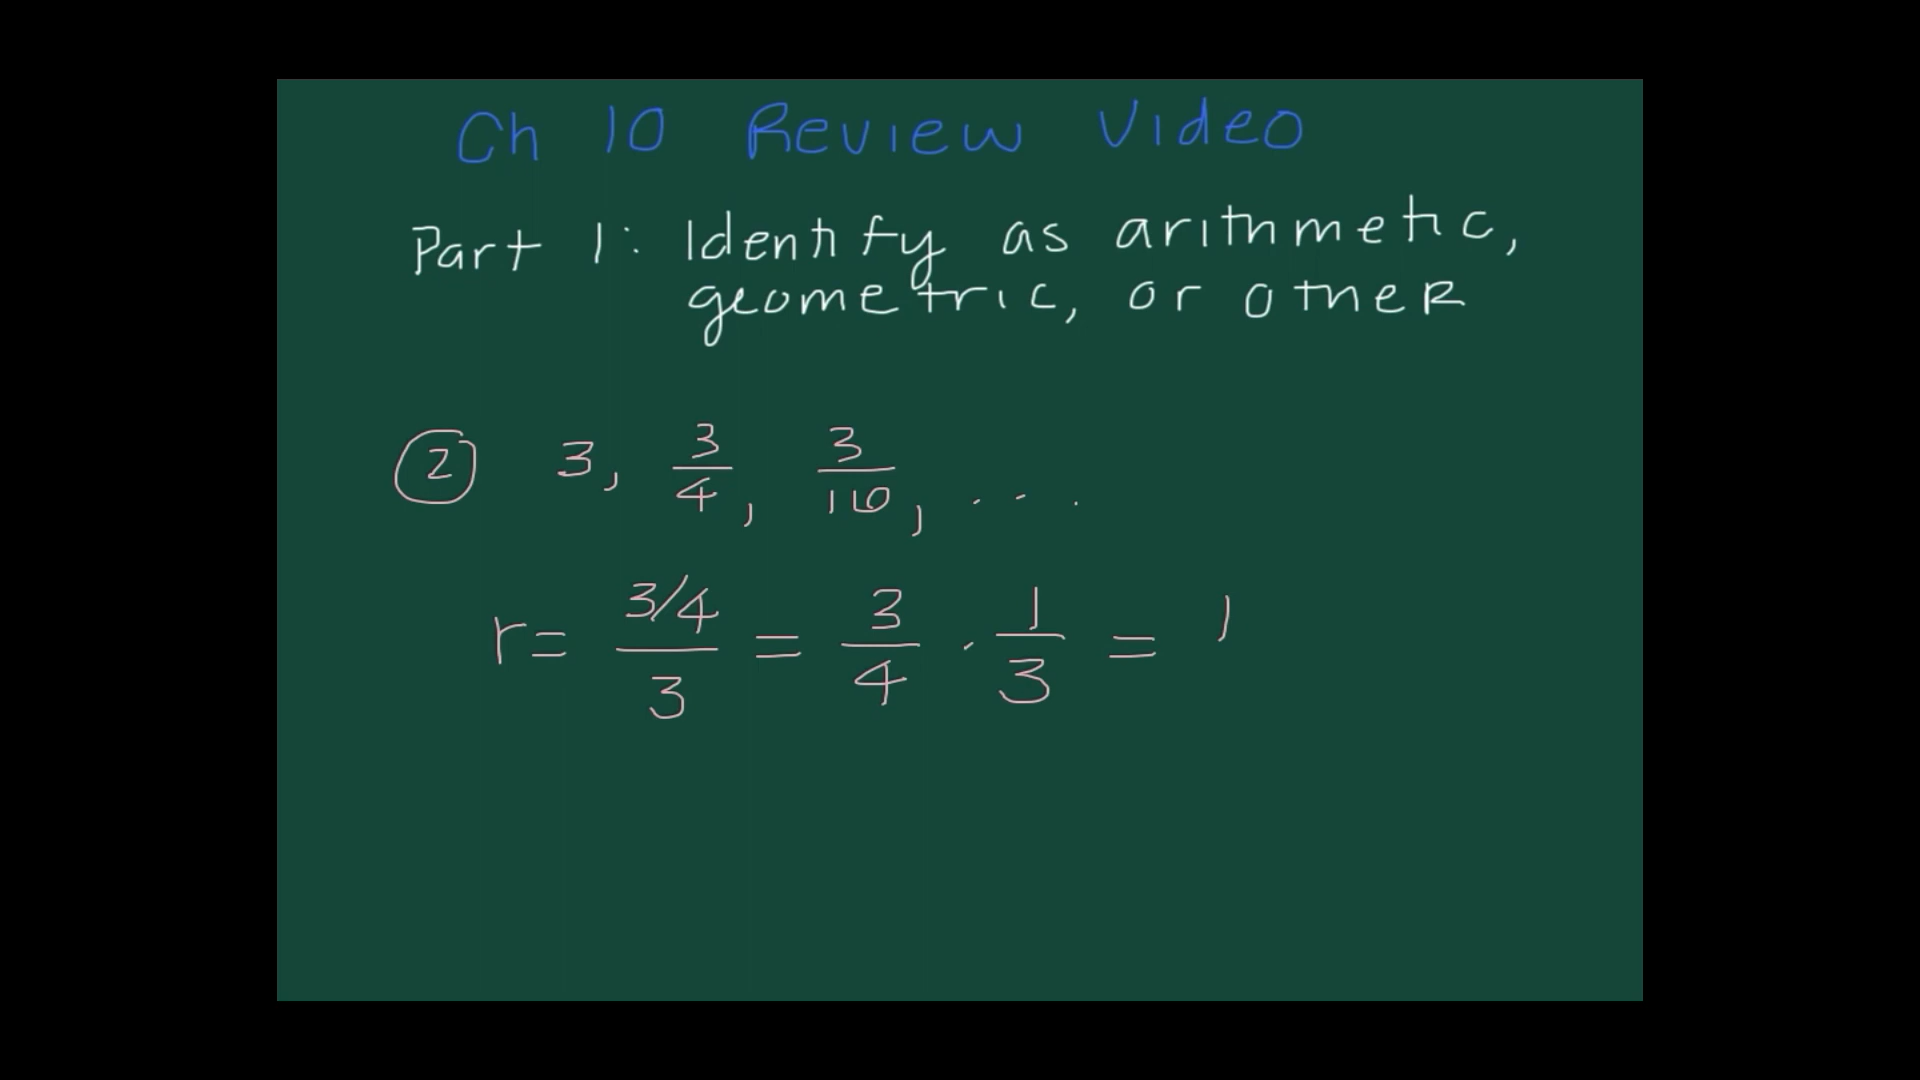 Ch 10 Review Video
Part 1: Identify as arithmetic,
geometric, or other
② 3, 3/4, 3/16, . . .
r = (3/4)/3 = 3/4 · 1/3 = 1